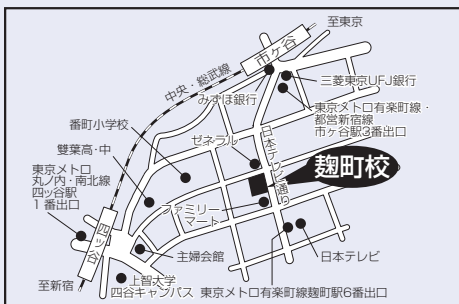 至東京
市ヶ谷
中央・総武線
三菱東京UFJ銀行
みずほ銀行
東京メトロ有楽町線・
都営新宿線
市ヶ谷駅3番出口
番町小学校
ゼネラル
日本テレビ通り
雙葉高・中
麹町校
東京メトロ
丸ノ内・南北線
四ッ谷駅
1番出口
ファミリー
マート
四ッ谷
主婦会館
日本テレビ
上智大学
四谷キャンパス
東京メトロ有楽町線麹町駅6番出口
至新宿